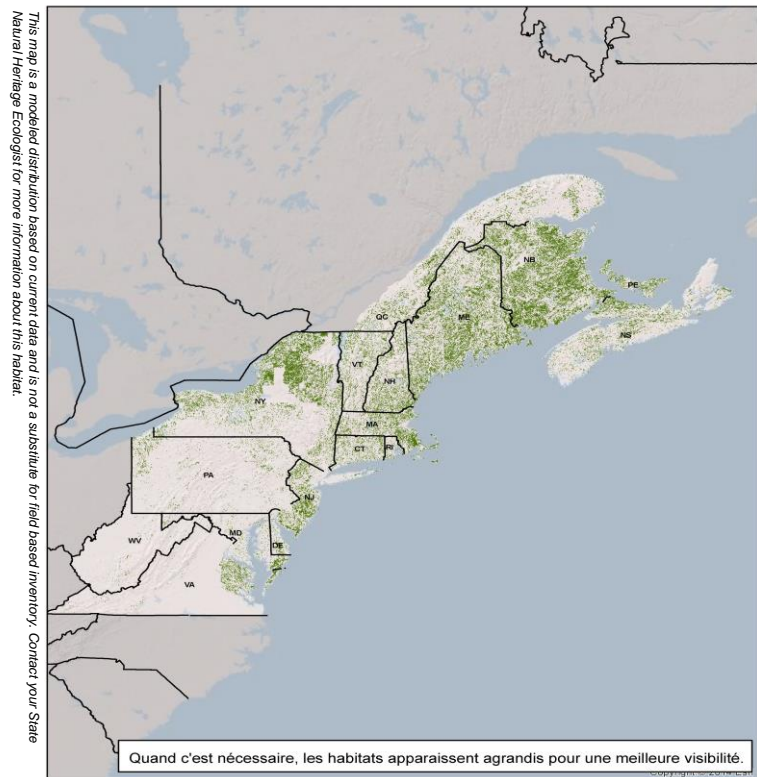 This map is a modeled distribution based on current data and is not a substitute for field based inventory. Contact your State
Natural Heritage Ecologist for more information about this habitat.
QC
NB
PE
ME
NS
VT
NH
NY
MA
CT
RI
PA
NJ
MD
DE
WV
VA
Quand c'est nécessaire, les habitats apparaissent agrandis pour une meilleure visibilité.